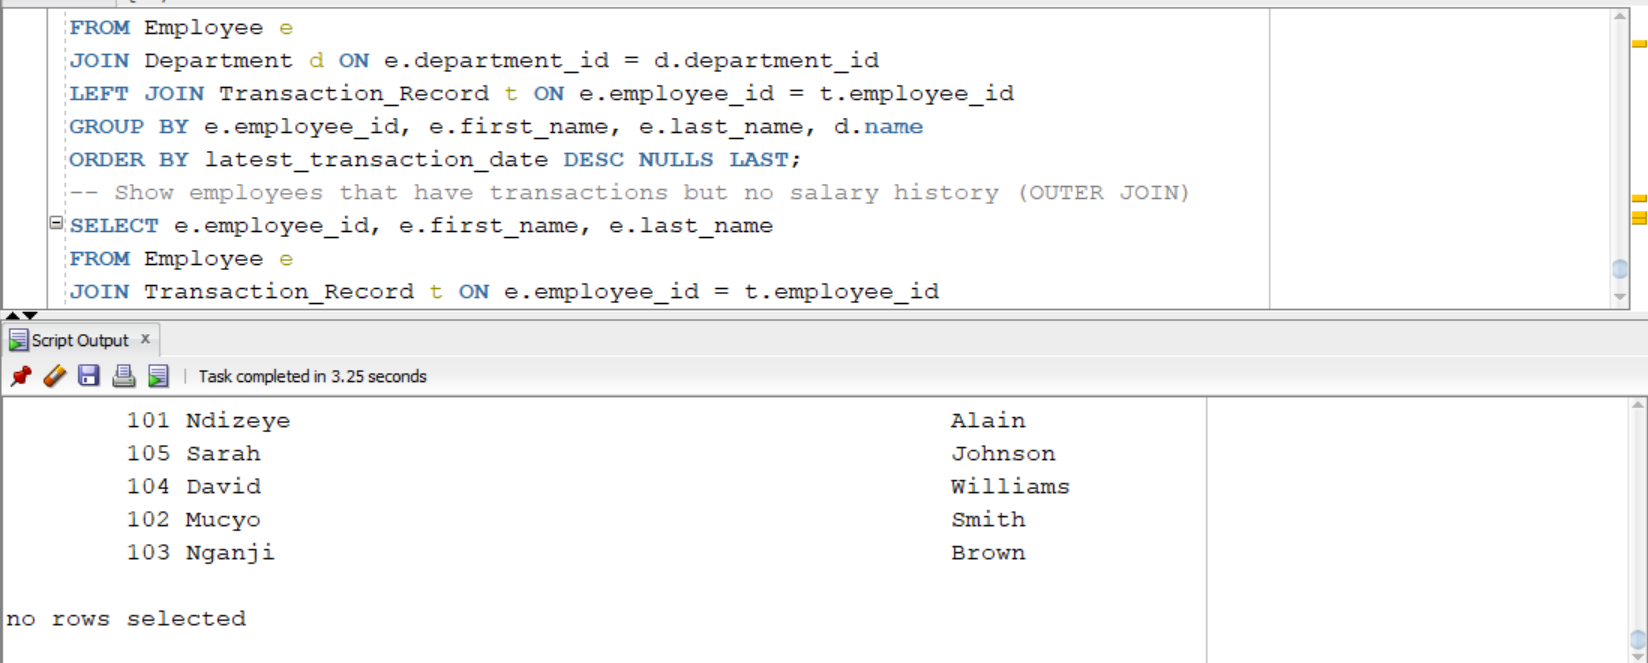 FROM Employee e
JOIN Department d ON e.department_id = d.department_id
LEFT JOIN Transaction_Record t ON e.employee_id = t.employee_id
GROUP BY e.employee_id, e.first_name, e.last_name, d.name
ORDER BY latest_transaction_date DESC NULLS LAST;
-- Show employees that have transactions but no salary history (OUTER JOIN)
SELECT e.employee_id, e.first_name, e.last_name
FROM Employee e
JOIN Transaction_Record t ON e.employee_id = t.employee_id
Script Output x
Task completed in 3.25 seconds
101 Ndizeye Alain
105 Sarah Johnson
104 David Williams
102 Mucyo Smith
103 Nganji Brown
no rows selected